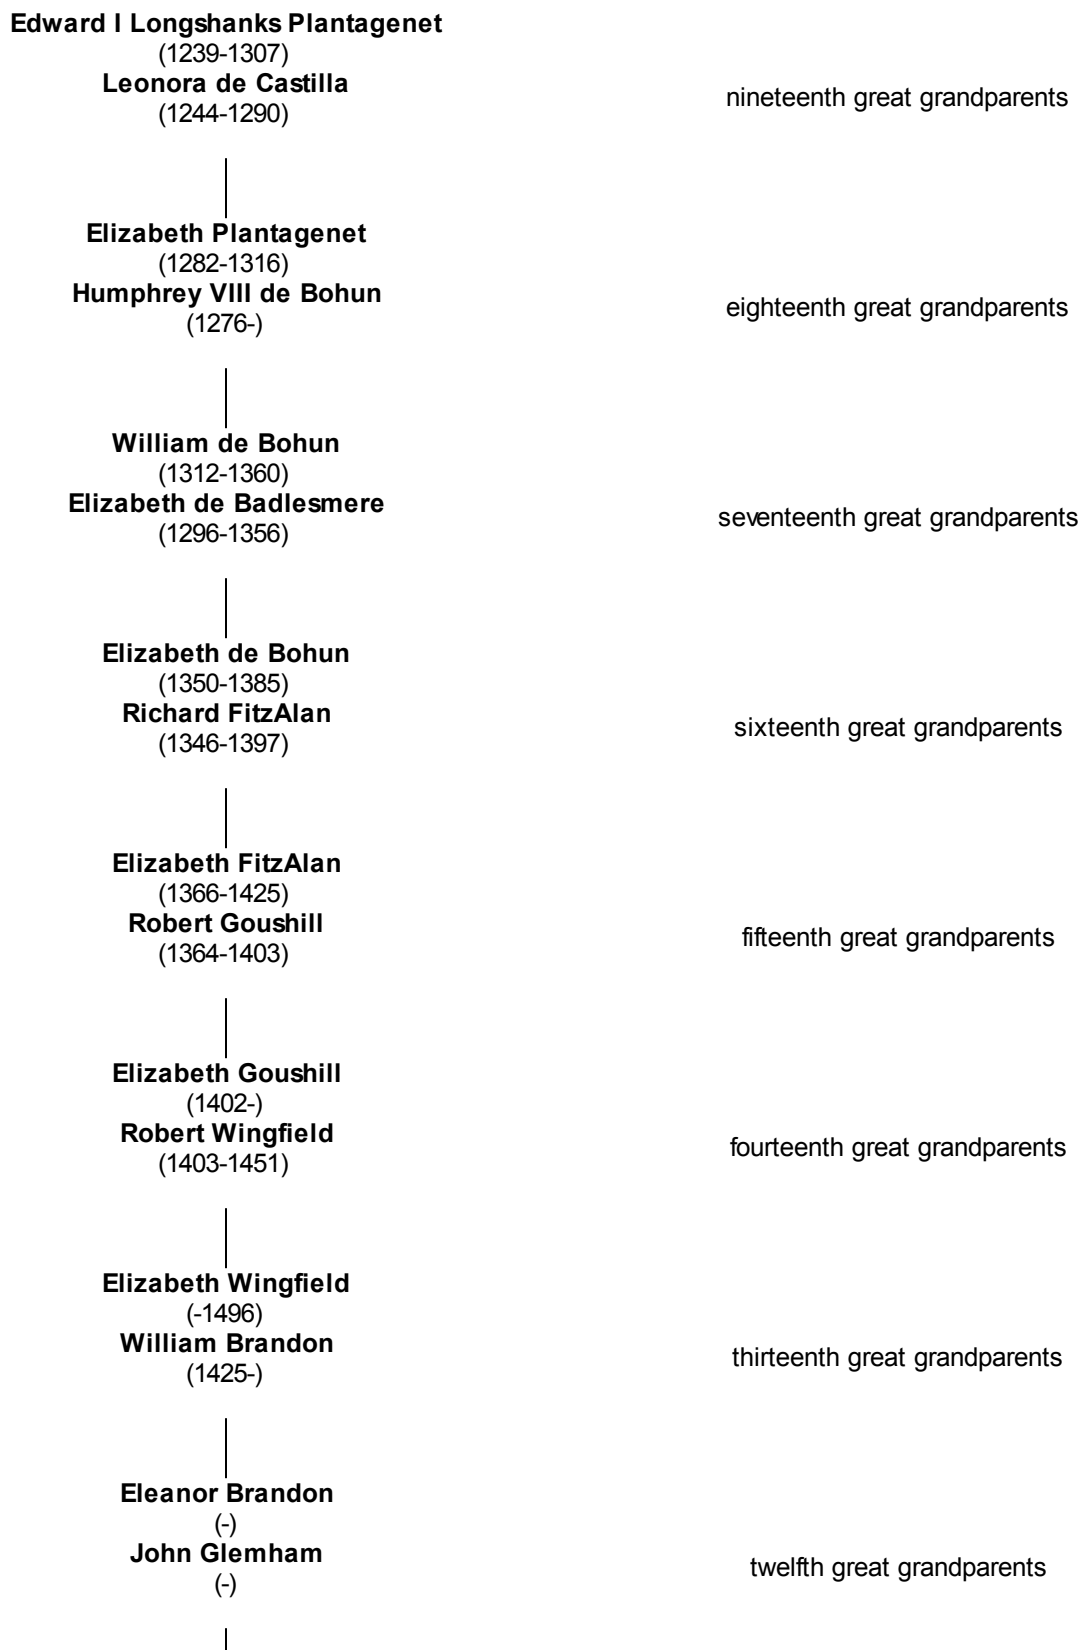 Edward I Longshanks Plantagenet
(1239-1307)
Leonora de Castilla
(1244-1290)
nineteenth great grandparents
Elizabeth Plantagenet
(1282-1316)
Humphrey VIII de Bohun
(1276-)
eighteenth great grandparents
William de Bohun
(1312-1360)
Elizabeth de Badlesmere
(1296-1356)
seventeenth great grandparents
Elizabeth de Bohun
(1350-1385)
Richard FitzAlan
(1346-1397)
sixteenth great grandparents
Elizabeth FitzAlan
(1366-1425)
Robert Goushill
(1364-1403)
fifteenth great grandparents
Elizabeth Goushill
(1402-)
Robert Wingfield
(1403-1451)
fourteenth great grandparents
Elizabeth Wingfield
(-1496)
William Brandon
(1425-)
thirteenth great grandparents
Eleanor Brandon
(-)
John Glemham
(-)
twelfth great grandparents